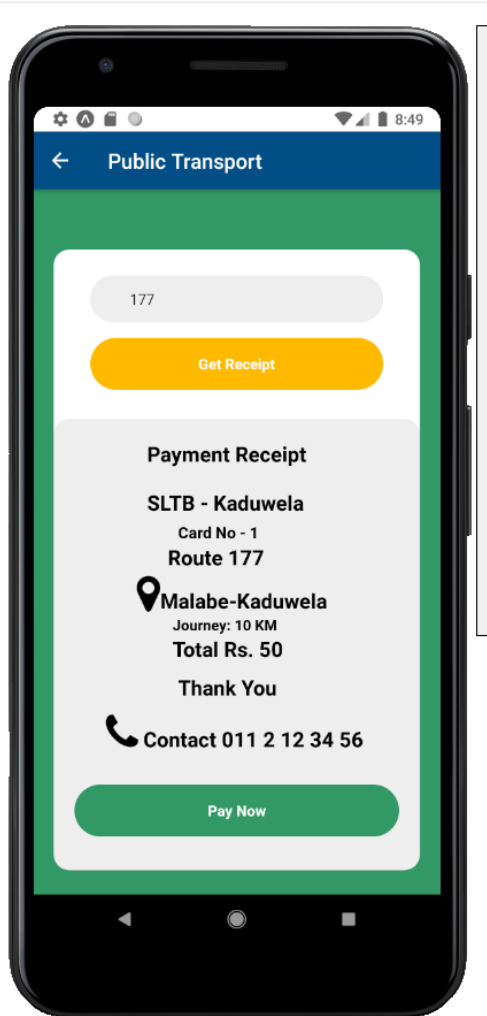 8:49
Public Transport
177
Get Receipt
Payment Receipt
SLTB - Kaduwela
Card No - 1
Route 177
Malabe-Kaduwela
Journey: 10 KM
Total Rs. 50
Thank You
Contact 011 2 12 34 56
Pay Now